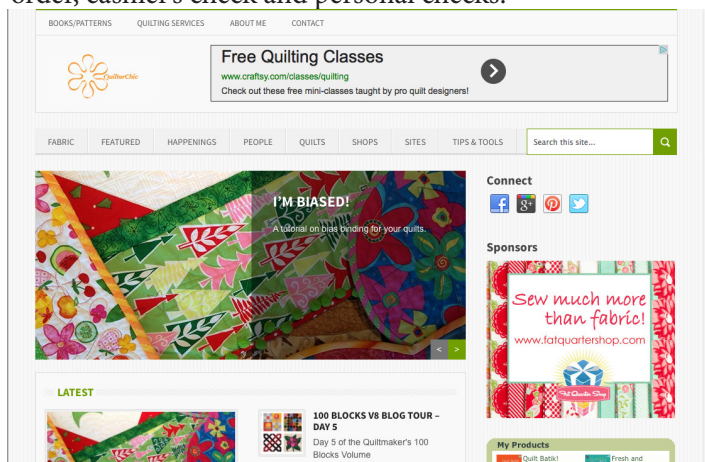 order, cashier's check and personal checks.
BOOKS/PATTERNS QUILTING SERVICES ABOUT ME CONTACT
QuilterChic
Free Quilting Classes
www.craftsy.com/classes/quilting
Check out these free mini-classes taught by pro quilt designers!
FABRIC FEATURED HAPPENINGS PEOPLE QUILTS SHOPS SITES TIPS & TOOLS Search this site...
I'M BIASED!
A tutorial on bias binding for your quilts.
< >
Connect
Sponsors
Sew much more
than fabric!
www.fatquartershop.com
Fat Quarter Shop
LATEST
100 BLOCKS V8 BLOG TOUR –
DAY 5
Day 5 of the Quiltmaker's 100
Blocks Volume
My Products
Quilt Batik! Fresh and